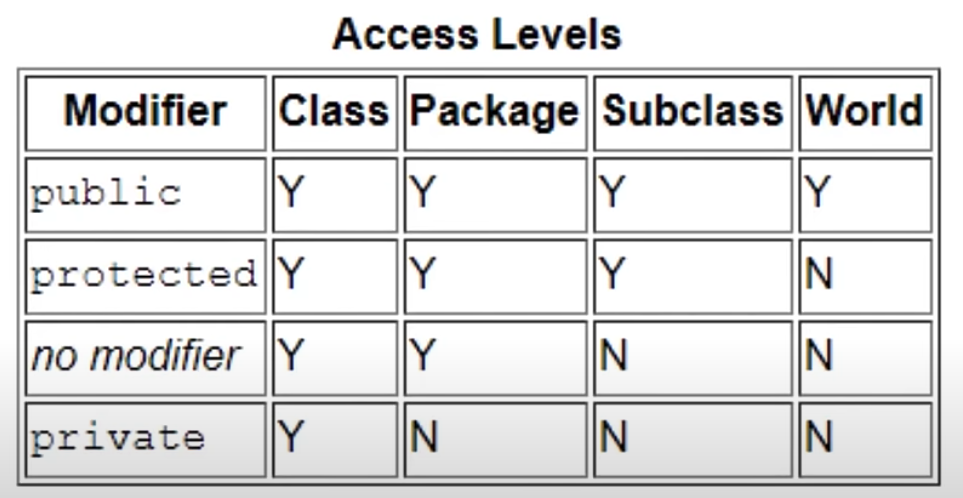 Access Levels
Modifier Class Package Subclass World
public Y Y Y Y
protected Y Y Y N
no modifier Y Y N N
private Y N N N